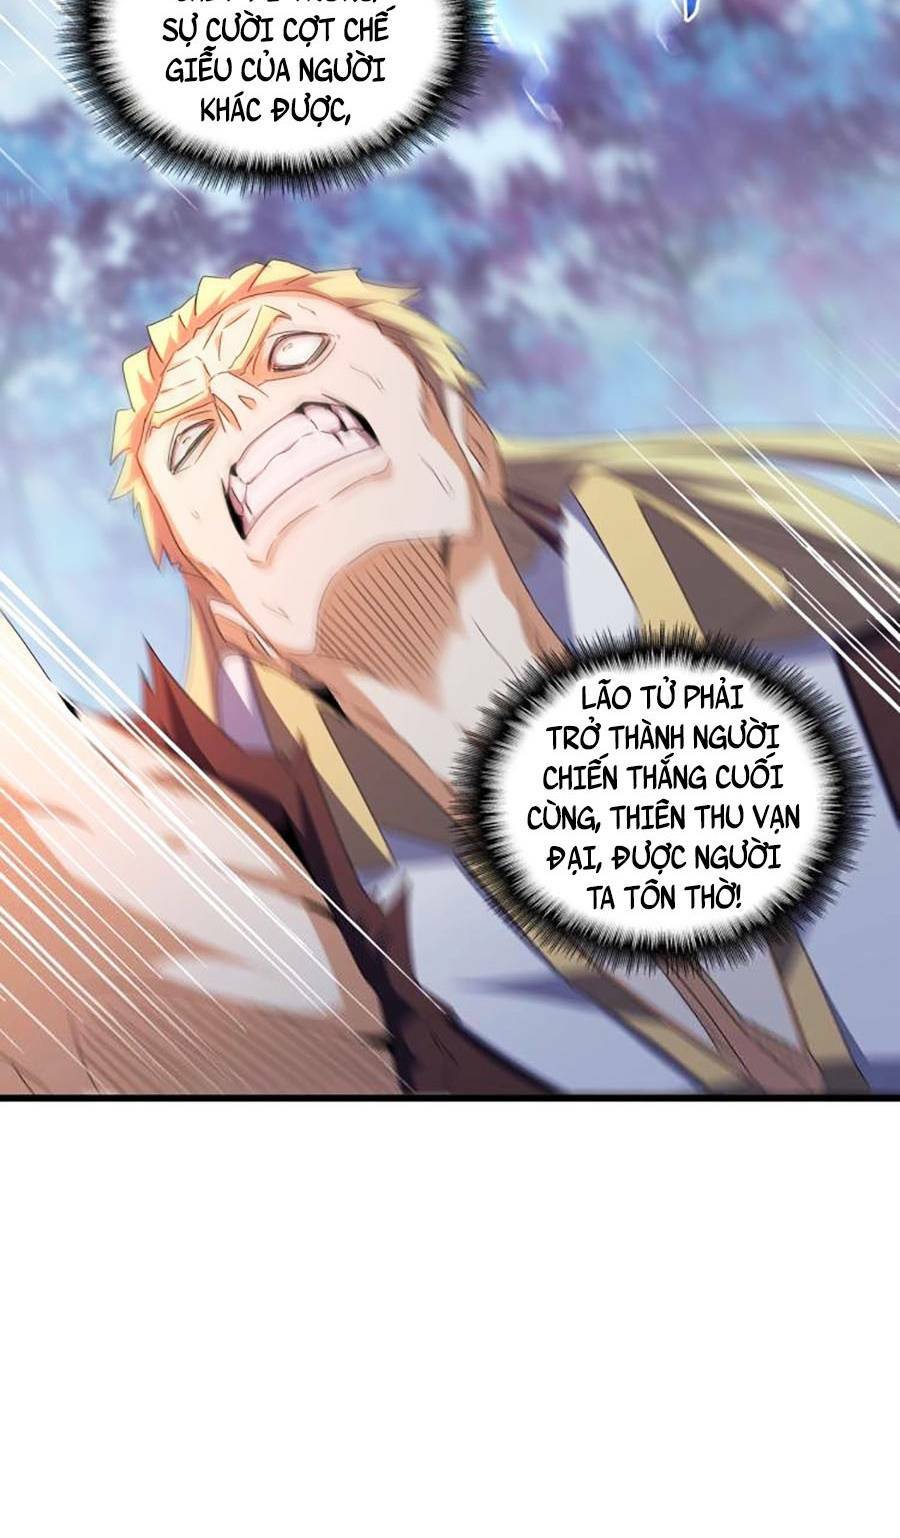 SỰ CƯỜI CỢT CHẾ
GIỄU CỦA NGƯỜI
KHÁC ĐƯỢC,
LÃO TỬ PHẢI
TRỞ THÀNH NGƯỜI
CHIẾN THẮNG CUỐI
CÙNG, THIÊN THU VẠN
ĐẠI, ĐƯỢC NGƯỜI
TA TÔN THỜ!